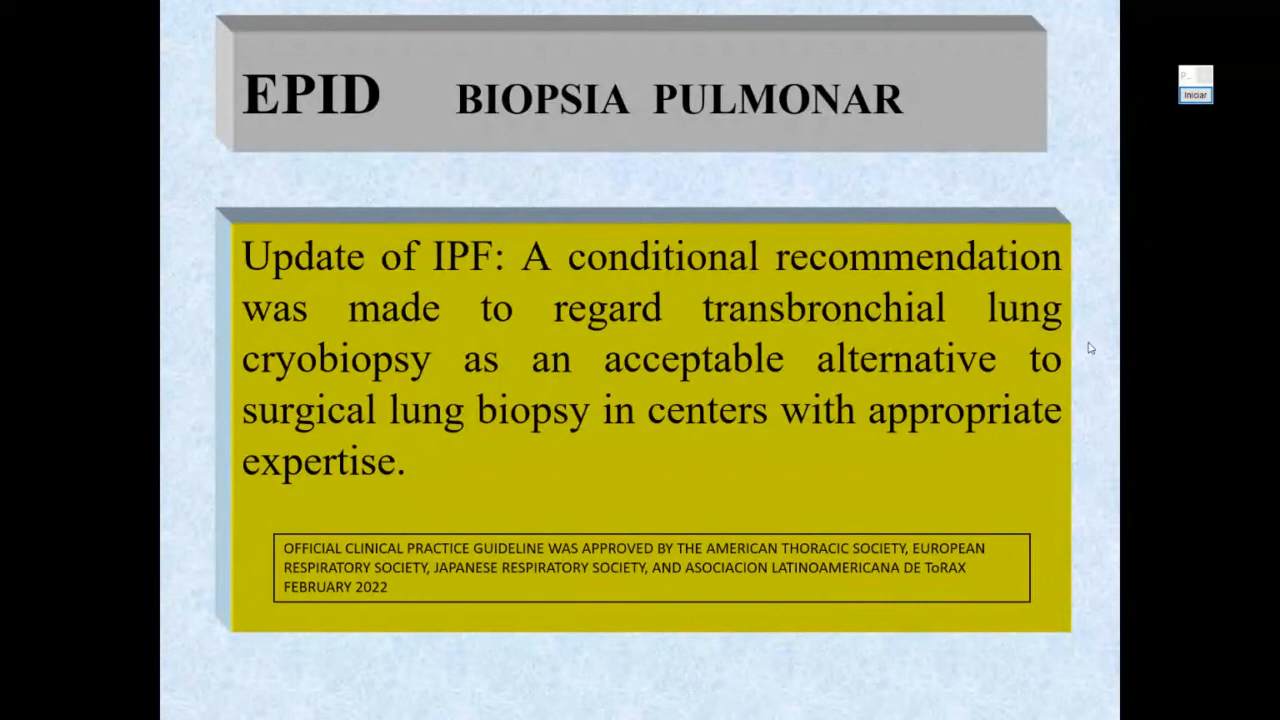 EPID BIOPSIA PULMONAR
P...
Iniciar
Update of IPF: A conditional recommendation
was made to regard transbronchial lung
cryobiopsy as an acceptable alternative to
surgical lung biopsy in centers with appropriate
expertise.
OFFICIAL CLINICAL PRACTICE GUIDELINE WAS APPROVED BY THE AMERICAN THORACIC SOCIETY, EUROPEAN
RESPIRATORY SOCIETY, JAPANESE RESPIRATORY SOCIETY, AND ASOCIACION LATINOAMERICANA DE ToRAX
FEBRUARY 2022